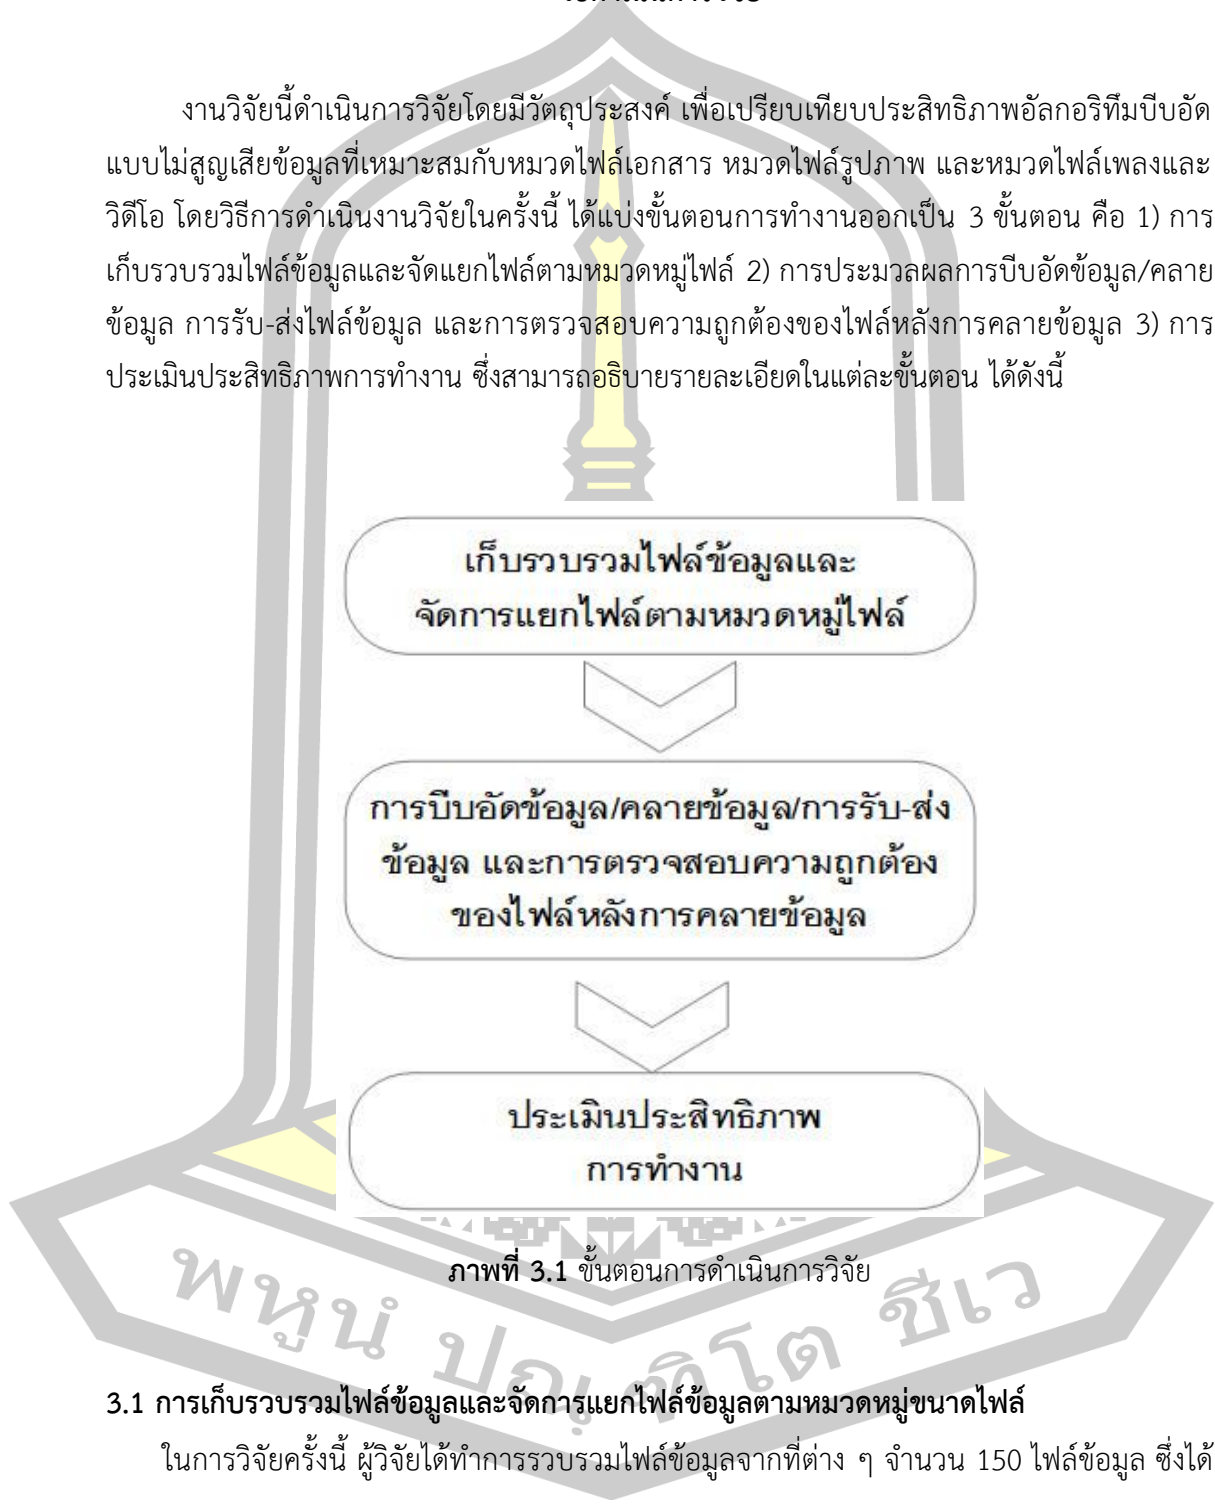 งานวิจัยนี้ดำเนินการวิจัยโดยมีวัตถุประสงค์ เพื่อเปรียบเทียบประสิทธิภาพอัลกอริทึมบีบอัด
แบบไม่สูญเสียข้อมูลที่เหมาะสมกับหมวดไฟล์เอกสาร หมวดไฟล์รูปภาพ และหมวดไฟล์เพลงและ
วิดีโอ โดยวิธีการดำเนินงานวิจัยในครั้งนี้ ได้แบ่งขั้นตอนการทำงานออกเป็น 3 ขั้นตอน คือ 1) การ
เก็บรวบรวมไฟล์ข้อมูลและจัดแยกไฟล์ตามหมวดหมู่ไฟล์ 2) การประมวลผลการบีบอัดข้อมูล/คลาย
ข้อมูล การรับ-ส่งไฟล์ข้อมูล และการตรวจสอบความถูกต้องของไฟล์หลังการคลายข้อมูล 3) การ
ประเมินประสิทธิภาพการทำงาน ซึ่งสามารถอธิบายรายละเอียดในแต่ละขั้นตอน ได้ดังนี้
เก็บรวบรวมไฟล์ข้อมูลและ
จัดการแยกไฟล์ตามหมวดหมู่ไฟล์
การบีบอัดข้อมูล/คลายข้อมูล/การรับ-ส่ง
ข้อมูล และการตรวจสอบความถูกต้อง
ของไฟล์หลังการคลายข้อมูล
ประเมินประสิทธิภาพ
การทำงาน
ภาพที่ 3.1 ขั้นตอนการดำเนินการวิจัย
พหูนํ ปณฺฑิโต ชีเว
3.1 การเก็บรวบรวมไฟล์ข้อมูลและจัดการแยกไฟล์ข้อมูลตามหมวดหมู่ขนาดไฟล์
ในการวิจัยครั้งนี้ ผู้วิจัยได้ทำการรวบรวมไฟล์ข้อมูลจากที่ต่าง ๆ จำนวน 150 ไฟล์ข้อมูล ซึ่งได้